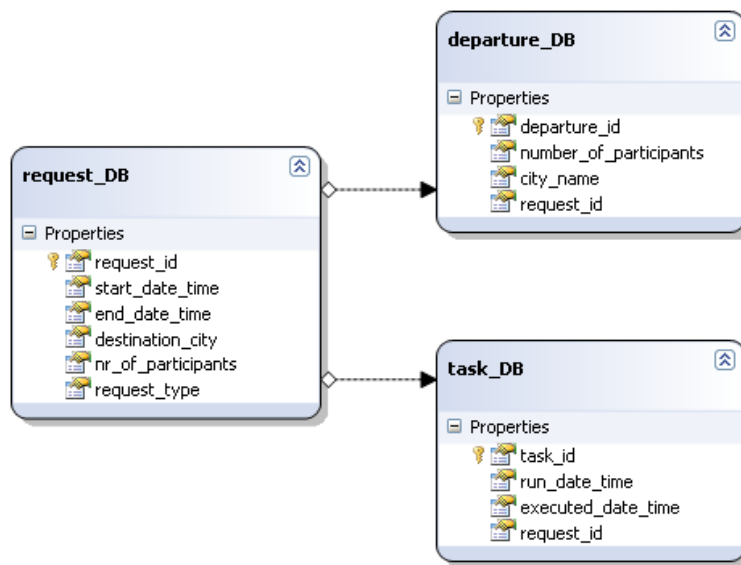 departure_DB
Properties
departure_id
number_of_participants
city_name
request_id
request_DB
Properties
request_id
start_date_time
end_date_time
destination_city
nr_of_participants
request_type
task_DB
Properties
task_id
run_date_time
executed_date_time
request_id